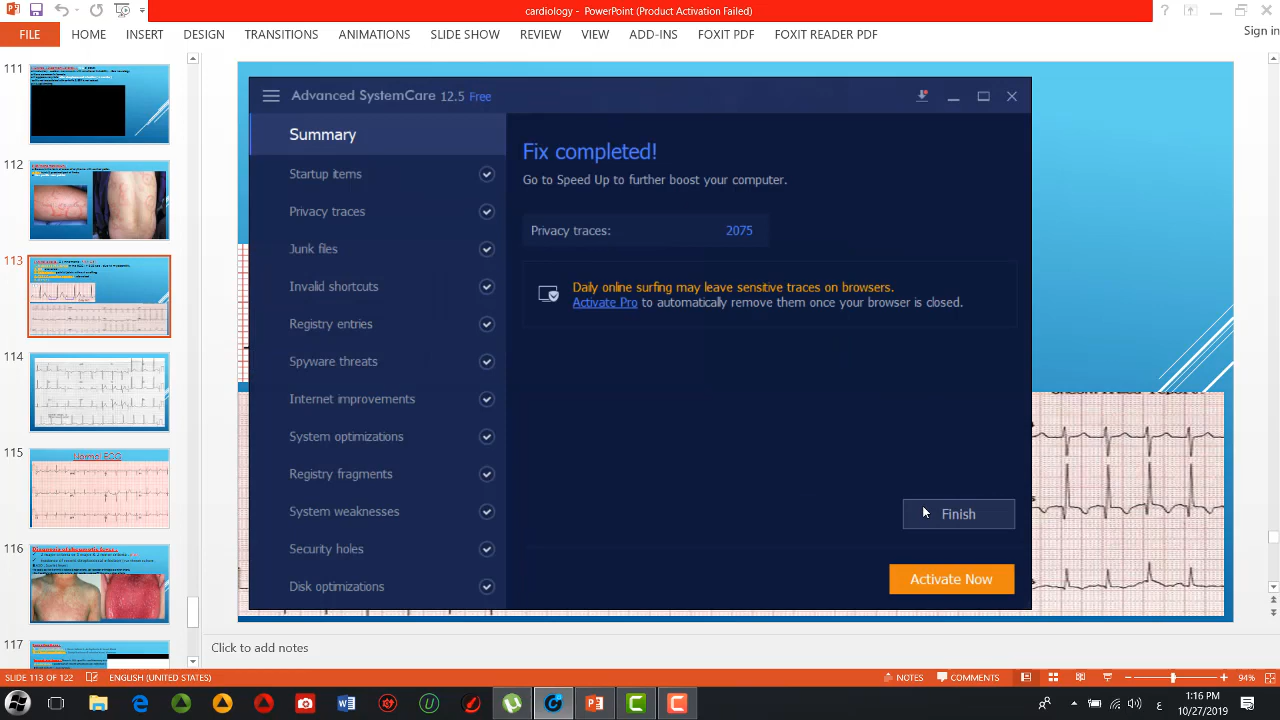 cardiology - PowerPoint (Product Activation Failed)
FILE HOME INSERT DESIGN TRANSITIONS ANIMATIONS SLIDE SHOW REVIEW VIEW ADD-INS FOXIT PDF FOXIT READER PDF Sign in
111
112
113
114
115
Normal ECG
116
Diagnosis of rheumatic fever :
117
Advanced SystemCare 12.5 Free
Summary
Startup items
Privacy traces
Junk files
Invalid shortcuts
Registry entries
Spyware threats
Internet improvements
System optimizations
Registry fragments
System weaknesses
Security holes
Disk optimizations
Fix completed!
Go to Speed Up to further boost your computer.
Privacy traces: 2075
Daily online surfing may leave sensitive traces on browsers.
Activate Pro to automatically remove them once your browser is closed.
Finish
Activate Now
Click to add notes
SLIDE 113 OF 122 ENGLISH (UNITED STATES) NOTES COMMENTS 94%
1:16 PM
10/27/2019